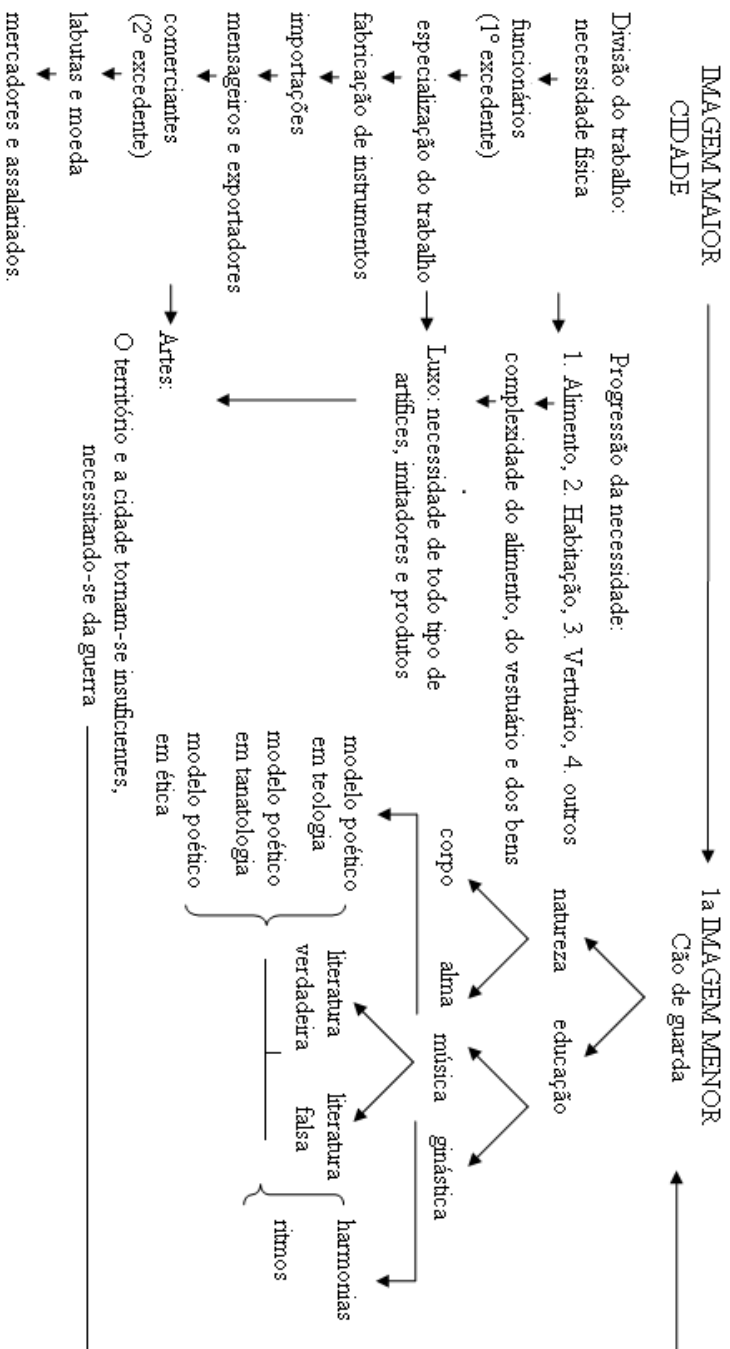 IMAGEM MAIOR
CIDADE
Divisão do trabalho:
necessidade física
funcionários
(1º excedente)
especialização do trabalho
fabricação de instrumentos
importações
mensageiros e exportadores
comerciantes
(2º excedente)
labutas e moeda
mercadores e assalariados.
Progressão da necessidade:
1. Alimento, 2. Habitação, 3. Vertuário, 4. outros
complexidade do alimento, do vestuário e dos bens
Luxo: necessidade de todo tipo de
artífices, imitadores e produtos
Artes:
O território e a cidade tornam-se insuficientes,
necessitando-se da guerra
1a IMAGEM MENOR
Cão de guarda
natureza
educação
corpo
alma
música
ginástica
modelo poético
em teologia
modelo poético
em tanatologia
modelo poético
em ética
literatura
verdadeira
literatura
falsa
harmonias
ritmos